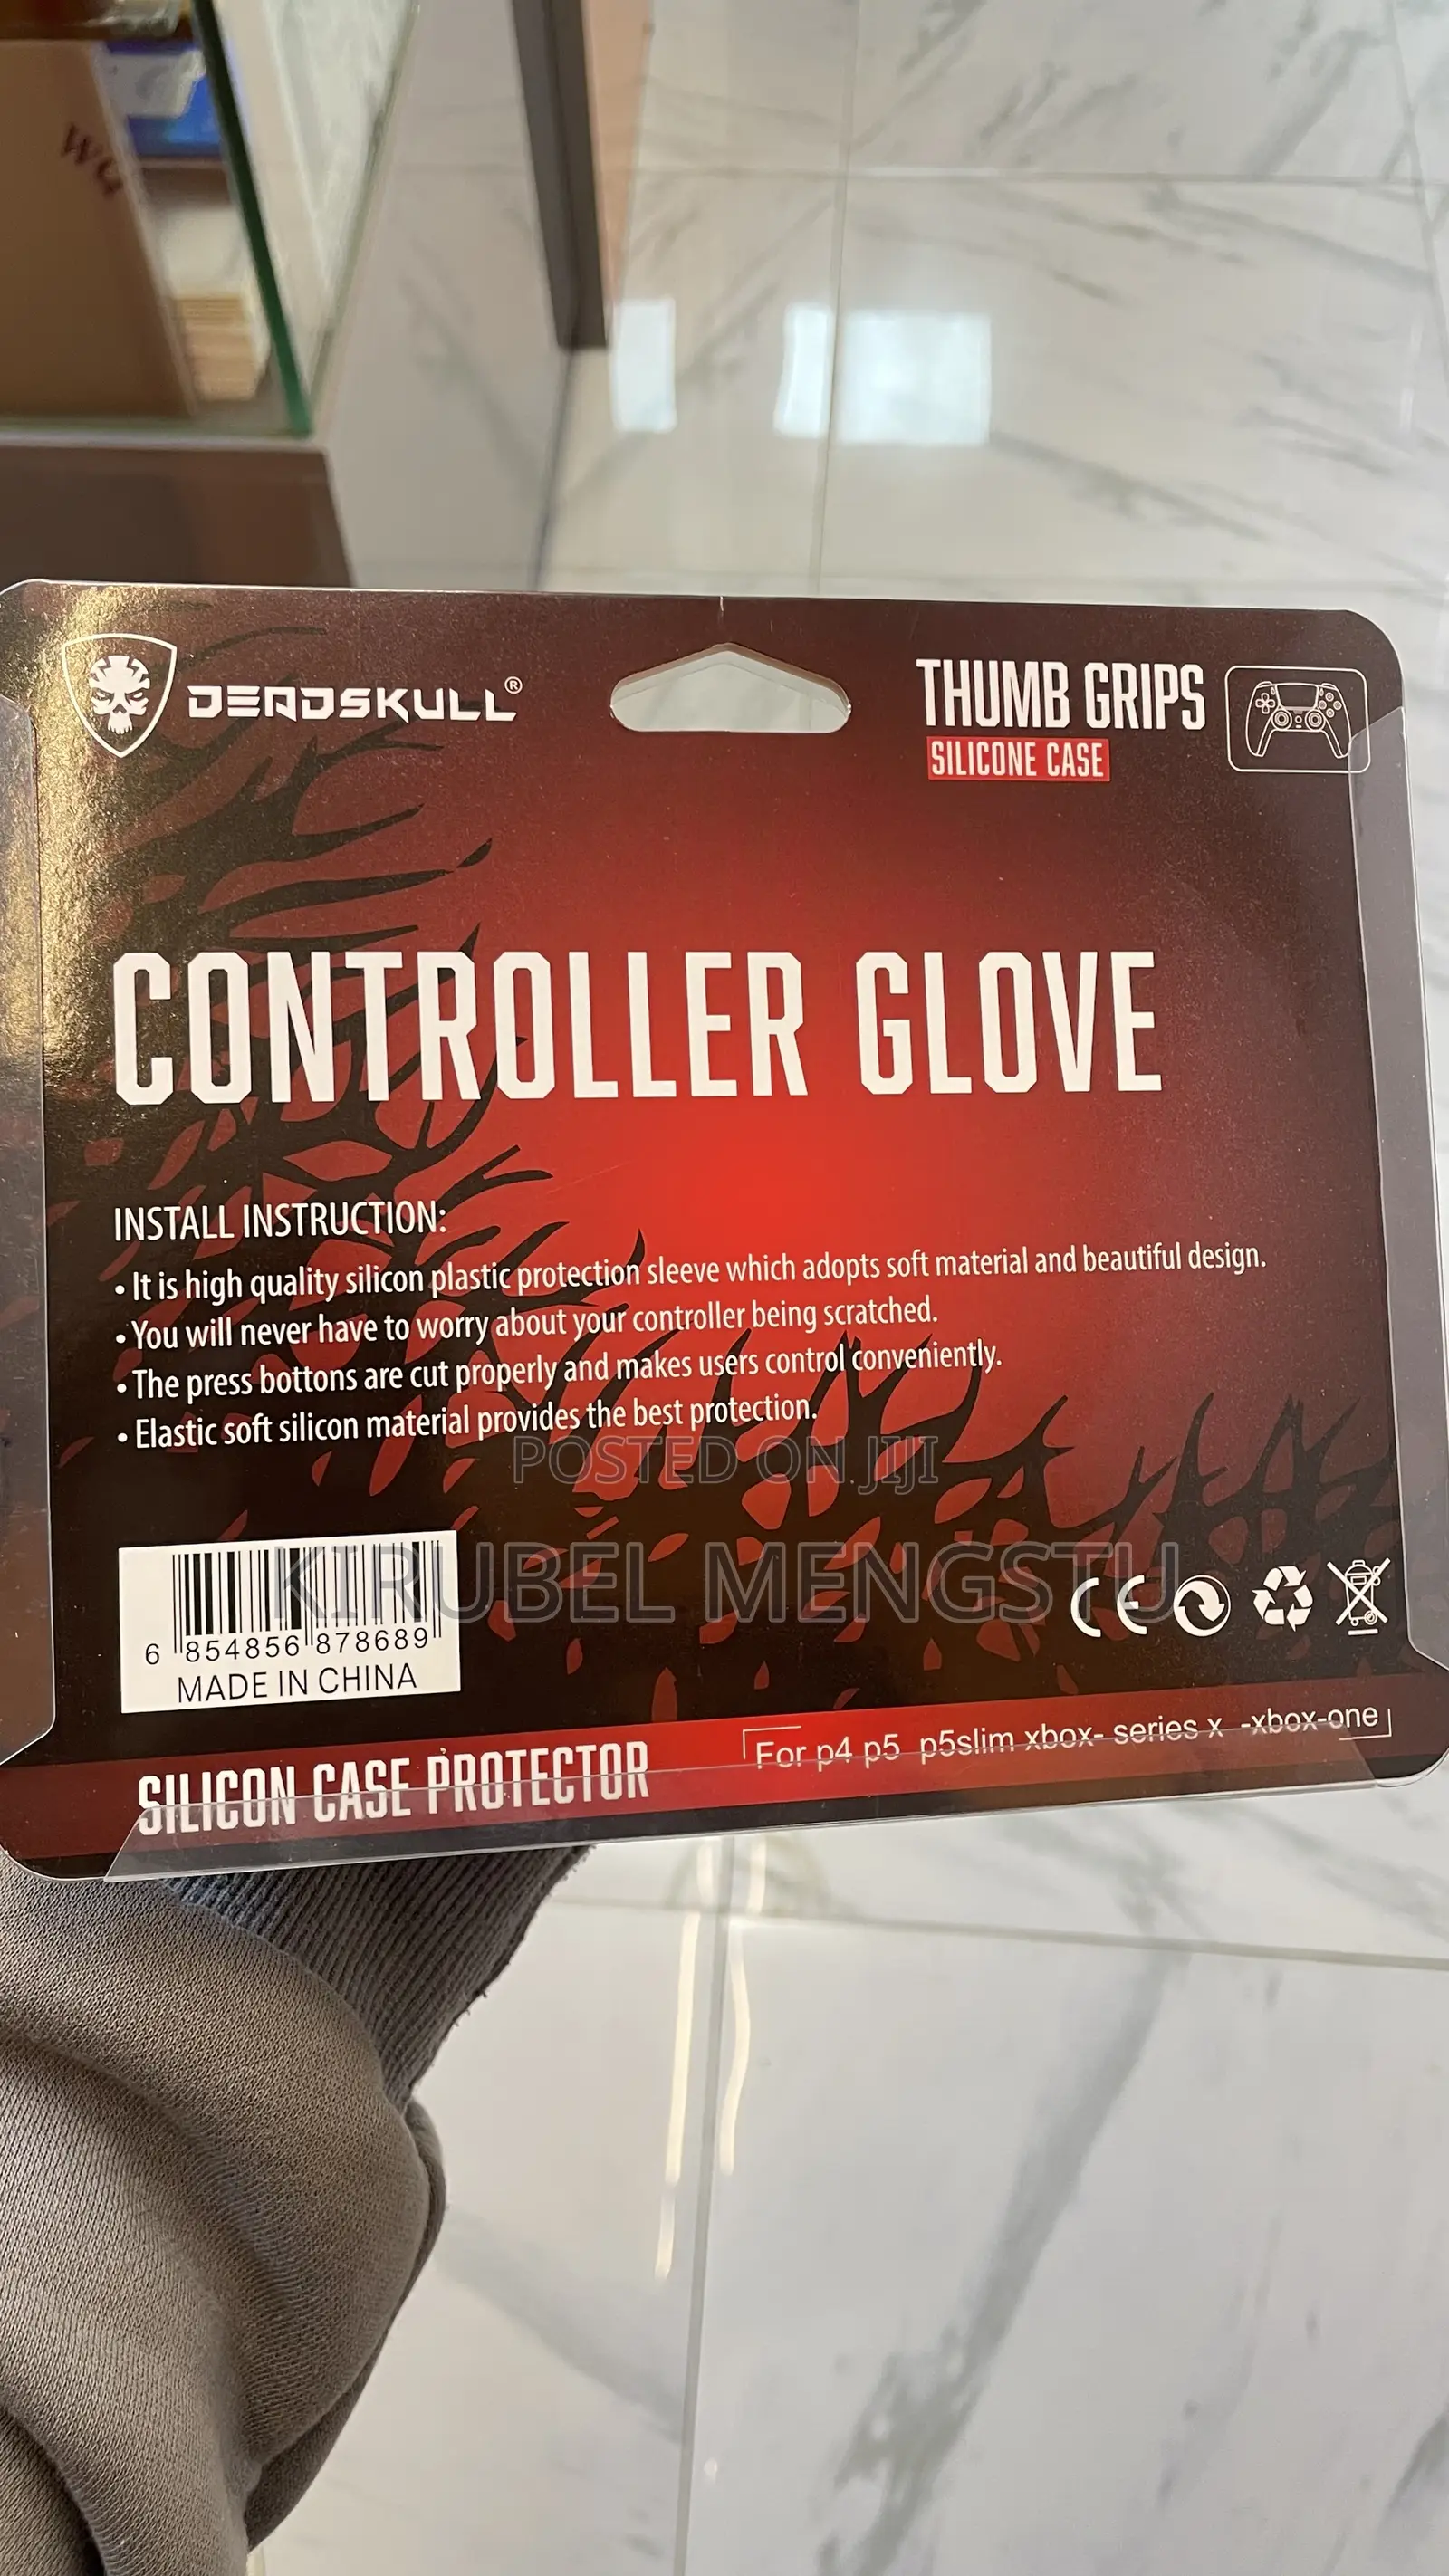 WG
DEADSKULL®
THUMB GRIPS
SILICONE CASE
CONTROLLER GLOVE
INSTALL INSTRUCTION:
• It is high quality silicon plastic protection sleeve which adopts soft material and beautiful design.
• You will never have to worry about your controller being scratched.
• The press bottons are cut properly and makes users control conveniently.
• Elastic soft silicon material provides the best protection.
POSTED ON JIJI
KIRUBEL MENGSTU
6 854856 878689
MADE IN CHINA
CE
SILICON CASE PROTECTOR
For p4 p5 p5slim xbox- series x -xbox-one